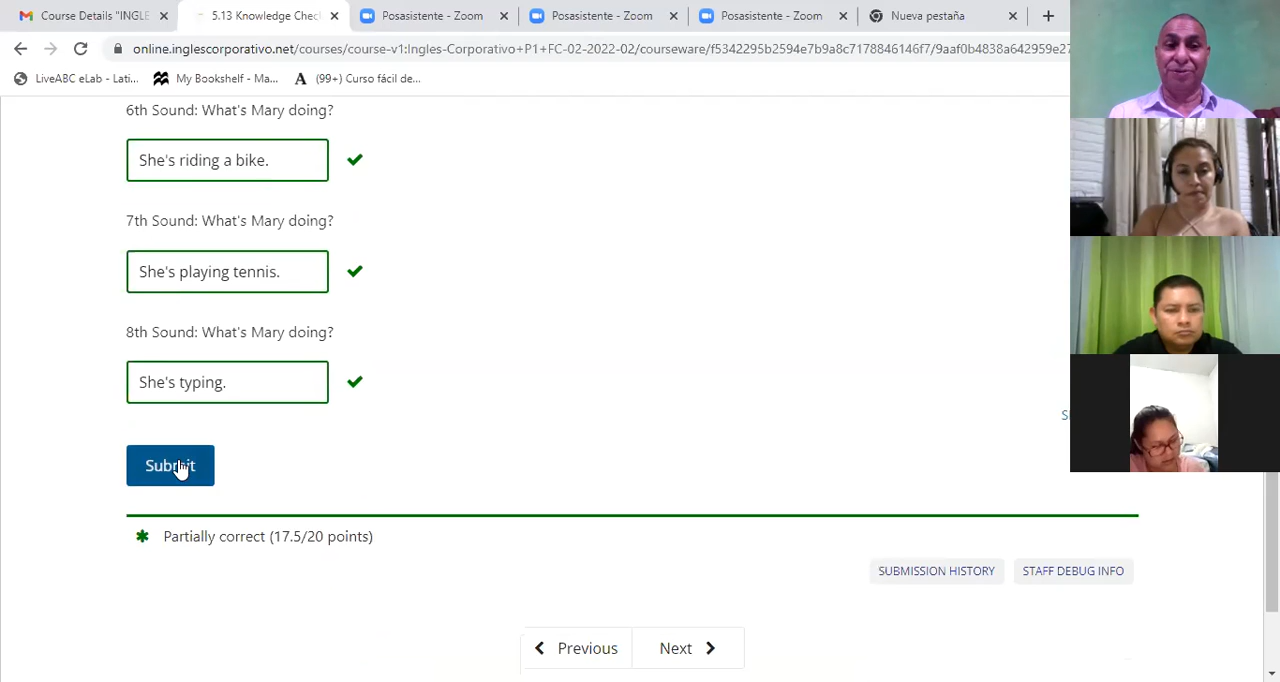 Course Details "INGLE
5.13 Knowledge Chec
Posasistente - Zoom
Posasistente - Zoom
Posasistente - Zoom
Nueva pestaña
online.inglescorporativo.net/courses/course-v1:Ingles-Corporativo+P1+FC-02-2022-02/courseware/f5342295b2594e7b9a8c7178846146f7/9aaf0b4838a642959e27
LiveABC eLab - Lati...
My Bookshelf - Ma...
(99+) Curso fácil de...
6th Sound: What's Mary doing?
She's riding a bike.
7th Sound: What's Mary doing?
She's playing tennis.
8th Sound: What's Mary doing?
She's typing.
Submit
Partially correct (17.5/20 points)
SUBMISSION HISTORY
STAFF DEBUG INFO
Previous
Next